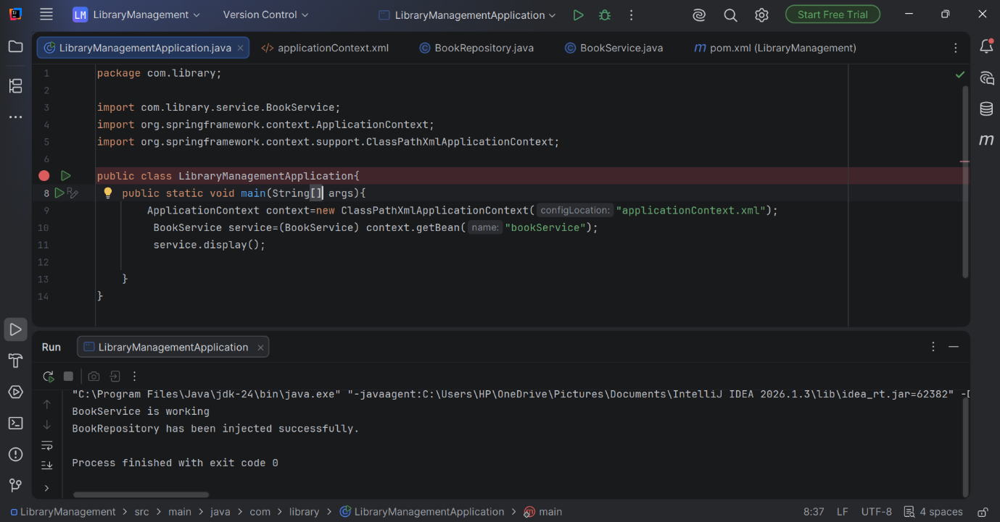 LM LibraryManagement Version Control LibraryManagementApplication Start Free Trial
LibraryManagementApplication.java applicationContext.xml BookRepository.java BookService.java pom.xml (LibraryManagement)
1 package com.library;
2
3 import com.library.service.BookService;
4 import org.springframework.context.ApplicationContext;
5 import org.springframework.context.support.ClassPathXmlApplicationContext;
6
public class LibraryManagementApplication{
8 public static void main(String[] args){
9 ApplicationContext context=new ClassPathXmlApplicationContext( configLocation: "applicationContext.xml");
10 BookService service=(BookService) context.getBean( name: "bookService");
11 service.display();
12
13 }
14 }
Run LibraryManagementApplication
"C:\Program Files\Java\jdk-24\bin\java.exe" "-javaagent:C:\Users\HP\OneDrive\Pictures\Documents\IntelliJ IDEA 2026.1.3\lib\idea_rt.jar=62382" -D
BookService is working
BookRepository has been injected successfully.
Process finished with exit code 0
LibraryManagement > src > main > java > com > library > LibraryManagementApplication > main 8:37 LF UTF-8 4 spaces